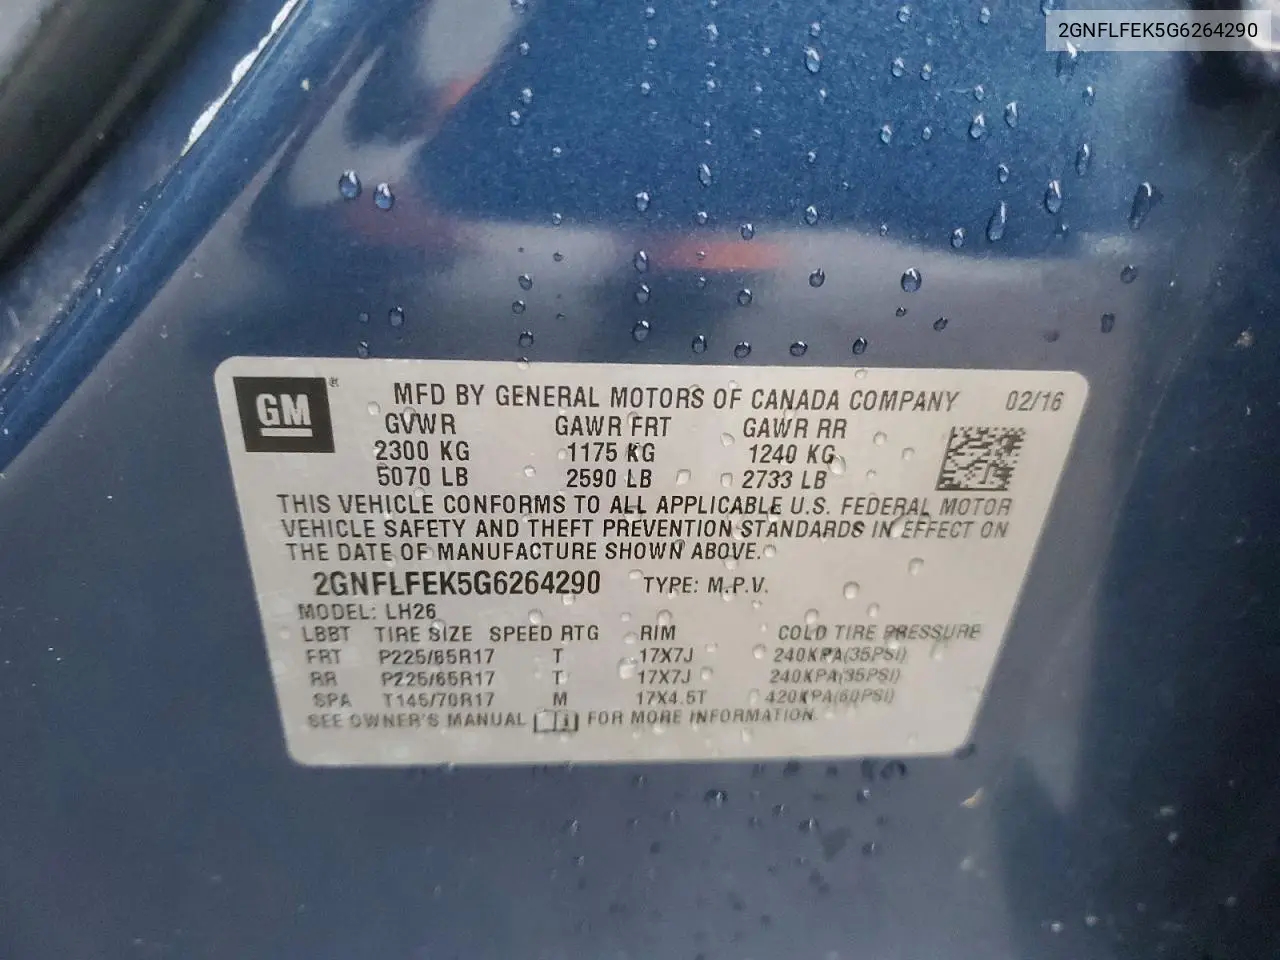 2GNFLFEK5G6264290
GM ® MFD BY GENERAL MOTORS OF CANADA COMPANY 02/16
GVWR GAWR FRT GAWR RR
2300 KG 1175 KG 1240 KG
5070 LB 2590 LB 2733 LB
THIS VEHICLE CONFORMS TO ALL APPLICABLE U.S. FEDERAL MOTOR
VEHICLE SAFETY AND THEFT PREVENTION STANDARDS IN EFFECT ON
THE DATE OF MANUFACTURE SHOWN ABOVE.
2GNFLFEK5G6264290 TYPE: M.P.V.
MODEL: LH26
LBBT TIRE SIZE SPEED RTG RIM COLD TIRE PRESSURE
FRT P225/65R17 T 17X7J 240KPA(35PSI)
RR P225/65R17 T 17X7J 240KPA(35PSI)
SPA T145/70R17 M 17X4.5T 420KPA(60PSI)
SEE OWNER'S MANUAL FOR MORE INFORMATION.